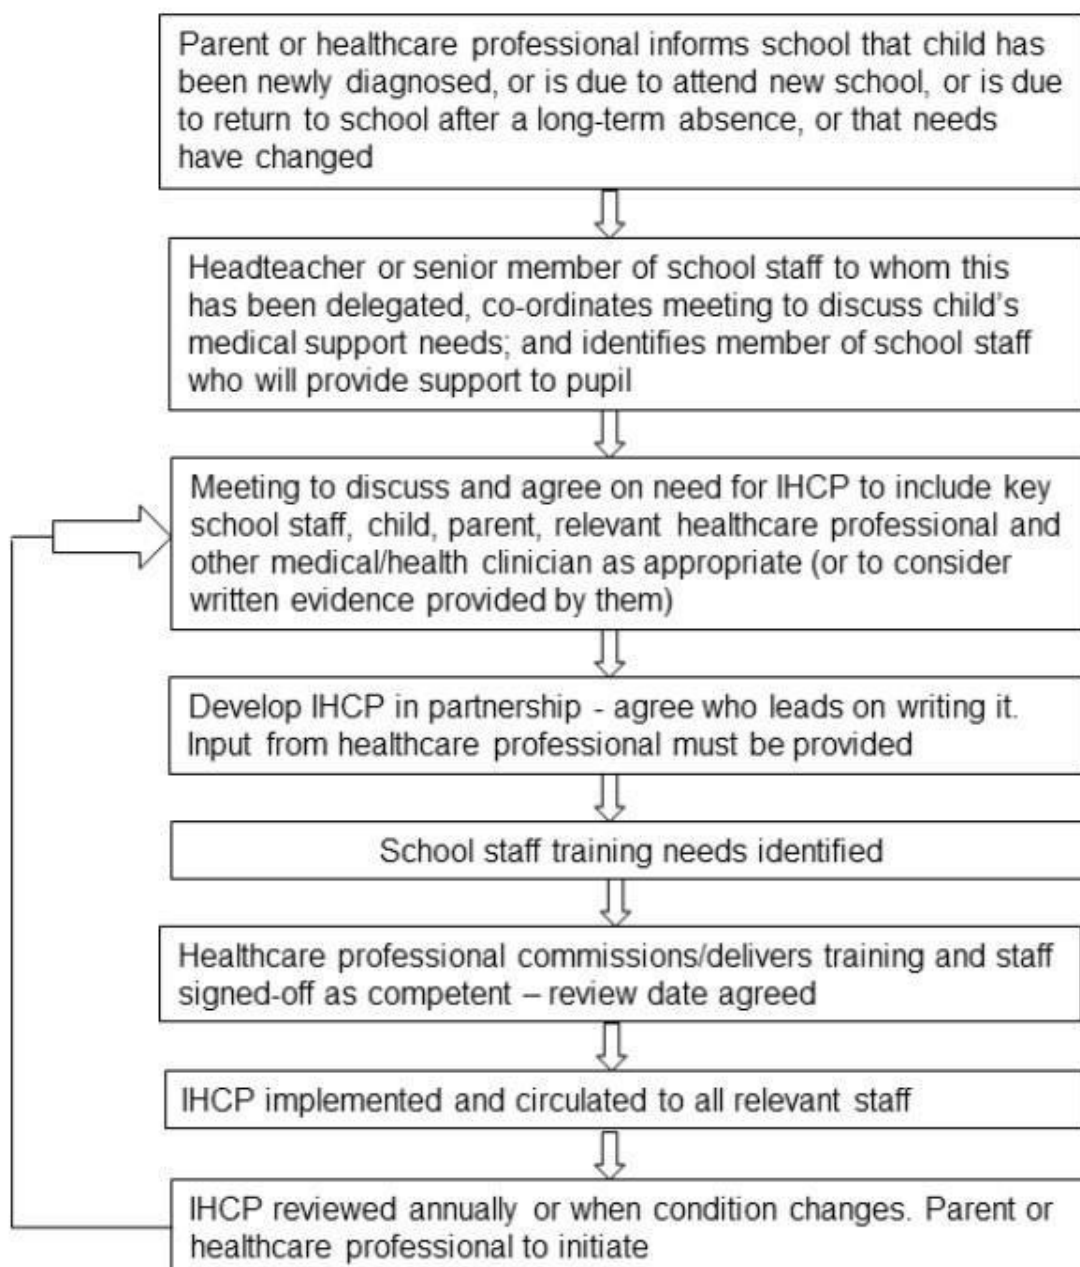 Parent or healthcare professional informs school that child has
been newly diagnosed, or is due to attend new school, or is due
to return to school after a long-term absence, or that needs
have changed
Headteacher or senior member of school staff to whom this
has been delegated, co-ordinates meeting to discuss child's
medical support needs; and identifies member of school staff
who will provide support to pupil
Meeting to discuss and agree on need for IHCP to include key
school staff, child, parent, relevant healthcare professional and
other medical/health clinician as appropriate (or to consider
written evidence provided by them)
Develop IHCP in partnership - agree who leads on writing it.
Input from healthcare professional must be provided
School staff training needs identified
Healthcare professional commissions/delivers training and staff
signed-off as competent – review date agreed
IHCP implemented and circulated to all relevant staff
IHCP reviewed annually or when condition changes. Parent or
healthcare professional to initiate